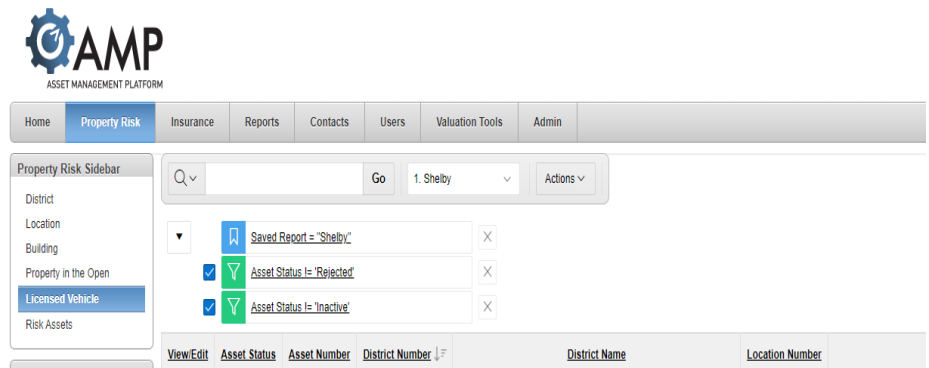 AMP
ASSET MANAGEMENT PLATFORM
Home Property Risk Insurance Reports Contacts Users Valuation Tools Admin
Property Risk Sidebar
District
Location
Building
Property in the Open
Licensed Vehicle
Risk Assets
Go 1. Shelby Actions
Saved Report = "Shelby"
Asset Status != 'Rejected'
Asset Status != 'Inactive'
View/Edit Asset Status Asset Number District Number District Name Location Number